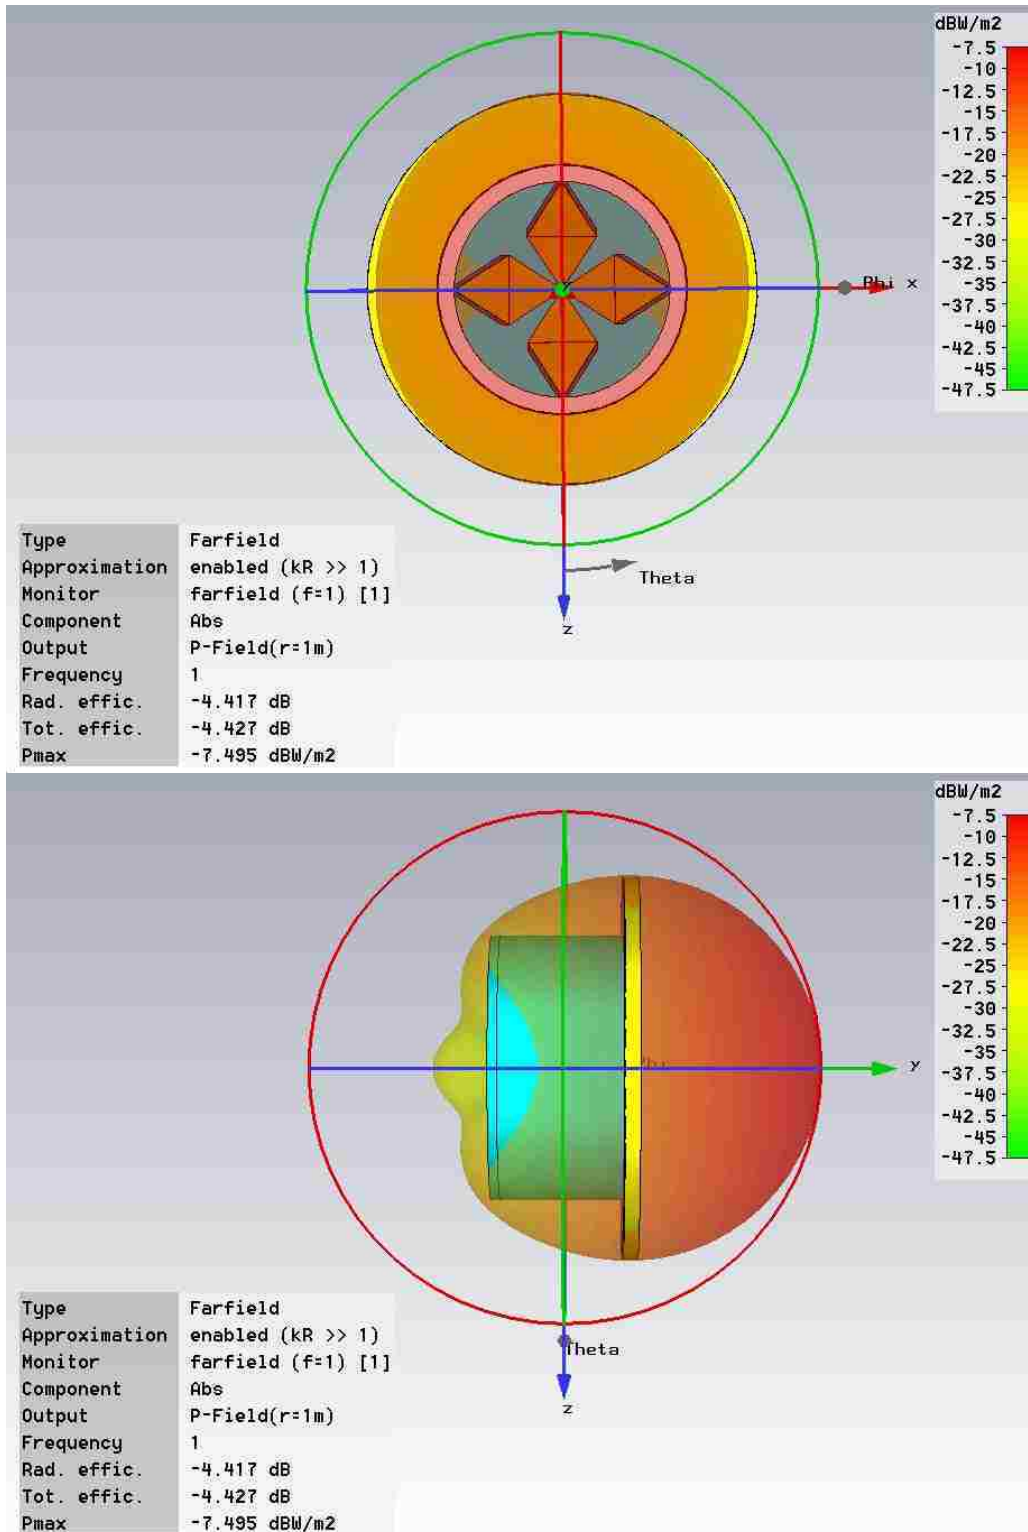 dBW/m2
-7.5
-10
-12.5
-15
-17.5
-20
-22.5
-25
-27.5
-30
-32.5
-35
-37.5
-40
-42.5
-45
-47.5
Phi x
Theta
z
Type Farfield
Approximation enabled (kR >> 1)
Monitor farfield (f=1) [1]
Component Abs
Output P-Field(r=1m)
Frequency 1
Rad. effic. -4.417 dB
Tot. effic. -4.427 dB
Pmax -7.495 dBW/m2
dBW/m2
-7.5
-10
-12.5
-15
-17.5
-20
-22.5
-25
-27.5
-30
-32.5
-35
-37.5
-40
-42.5
-45
-47.5
Phi
y
Theta
z
Type Farfield
Approximation enabled (kR >> 1)
Monitor farfield (f=1) [1]
Component Abs
Output P-Field(r=1m)
Frequency 1
Rad. effic. -4.417 dB
Tot. effic. -4.427 dB
Pmax -7.495 dBW/m2